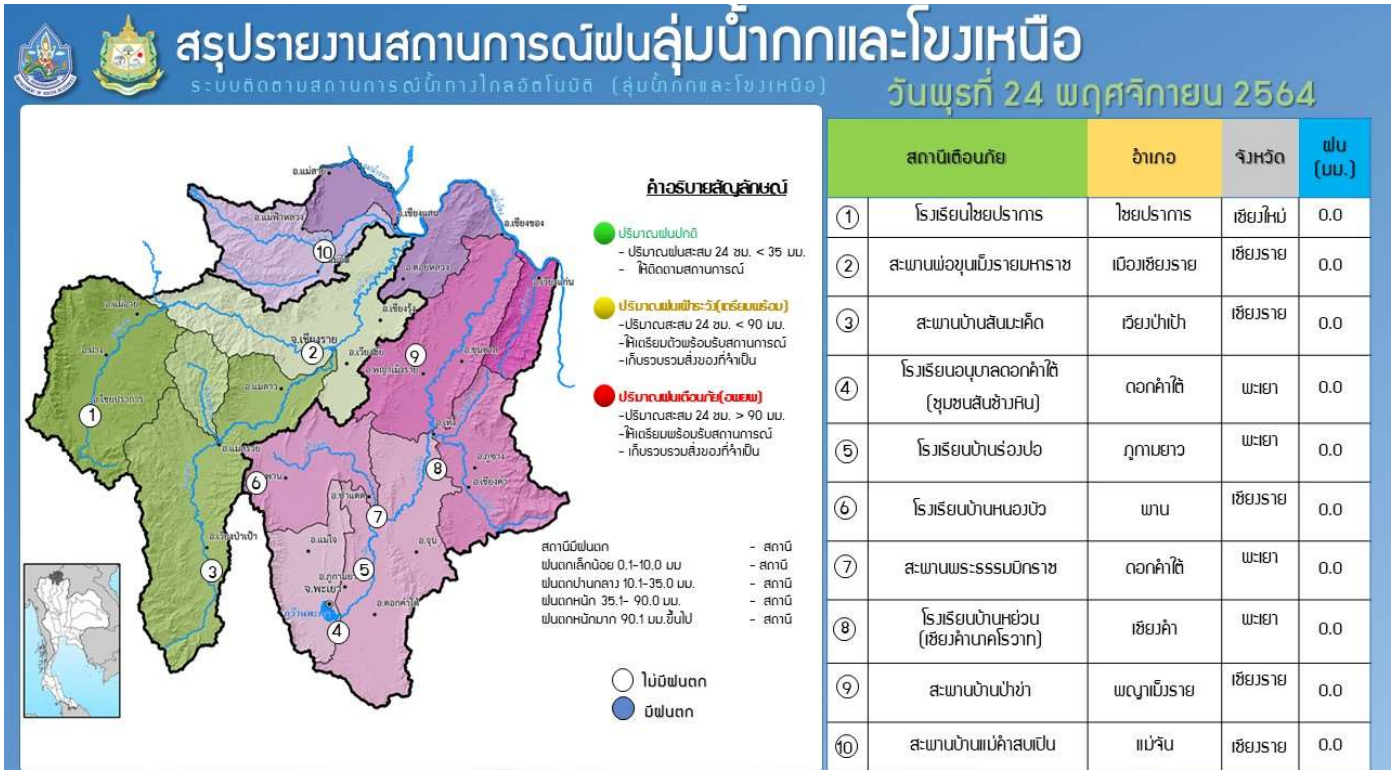 สรุปรายงานสถานการณ์ฝนลุ่มน้ำกกและโขงเหนือ
ระบบติดตามสถานการณ์น้ำทางไกลอัตโนมัติ (ลุ่มน้ำกกและโขงเหนือ)
วันพุธที่ 24 พฤศจิกายน 2564
คำอธิบายสัญลักษณ์
ปริมาณฝนปกติ
- ปริมาณฝนสะสม 24 ชม. < 35 มม.
- ให้ติดตามสถานการณ์
ปริมาณฝนเฝ้าระวัง(เตรียมพร้อม)
-ปริมาณสะสม 24 ชม. < 90 มม.
-ให้เตรียมตัวพร้อมรับสถานการณ์
-เก็บรวบรวมสิ่งของที่จำเป็น
ปริมาณฝนเตือนภัย(อพยพ)
-ปริมาณสะสม 24 ชม. > 90 มม.
-ให้เตรียมพร้อมรับสถานการณ์
- เก็บรวบรวมสิ่งของที่จำเป็น
สถานีมีฝนตก - สถานี
ฝนตกเล็กน้อย 0.1-10.0 มม - สถานี
ฝนตกปานกลาง 10.1-35.0 มม. - สถานี
ฝนตกหนัก 35.1- 90.0 มม. - สถานี
ฝนตกหนักมาก 90.1 มม.ขึ้นไป - สถานี
ไม่มีฝนตก
มีฝนตก
อ.แม่สาย
อ.แม่ฟ้าหลวง
อ.เชียงแสน
อ.เชียงของ
10
อ.ดอยหลวง
อ.แม่อาย
อ.เชียงรุ้ง
จ.เชียงราย
2
อ.ฝาง
9
อ.ขุนตาล
อ.พญาเม็งราย
อ.แม่ลาว
อ.ไชยปราการ
1
อ.เทิง
อ.แม่สรวย
8
อ.ภูซาง
อ.เชียงคำ
6
พาน
อ.ป่าแดด
7
อ.เวียงป่าเป้า
อ.แม่ใจ
อ.จุน
3
5
อ.ภูกามยาว
จ.พะเยา
อ.ดอกคำใต้
กว๊านพะเยา
4
สถานีเตือนภัย อำเภอ จังหวัด ฝน (มม.)
1 โรงเรียนไชยปราการ ไชยปราการ เชียงใหม่ 0.0
2 สะพานพ่อขุนเม็งรายมหาราช เมืองเชียงราย เชียงราย 0.0
3 สะพานบ้านสันมะเค็ด เวียงป่าเป้า เชียงราย 0.0
4 โรงเรียนอนุบาลดอกคำใต้ (ชุมชนสันช้างหิน) ดอกคำใต้ พะเยา 0.0
5 โรงเรียนบ้านร่องปอ ภูกามยาว พะเยา 0.0
6 โรงเรียนบ้านหนองบัว พาน เชียงราย 0.0
7 สะพานพระธรรมมิกราช ดอกคำใต้ พะเยา 0.0
8 โรงเรียนบ้านหย่วน (เชียงคำนาคโรวาท) เชียงคำ พะเยา 0.0
9 สะพานบ้านป่าข่า พญาเม็งราย เชียงราย 0.0
10 สะพานบ้านแม่คำสบเปิน แม่จัน เชียงราย 0.0